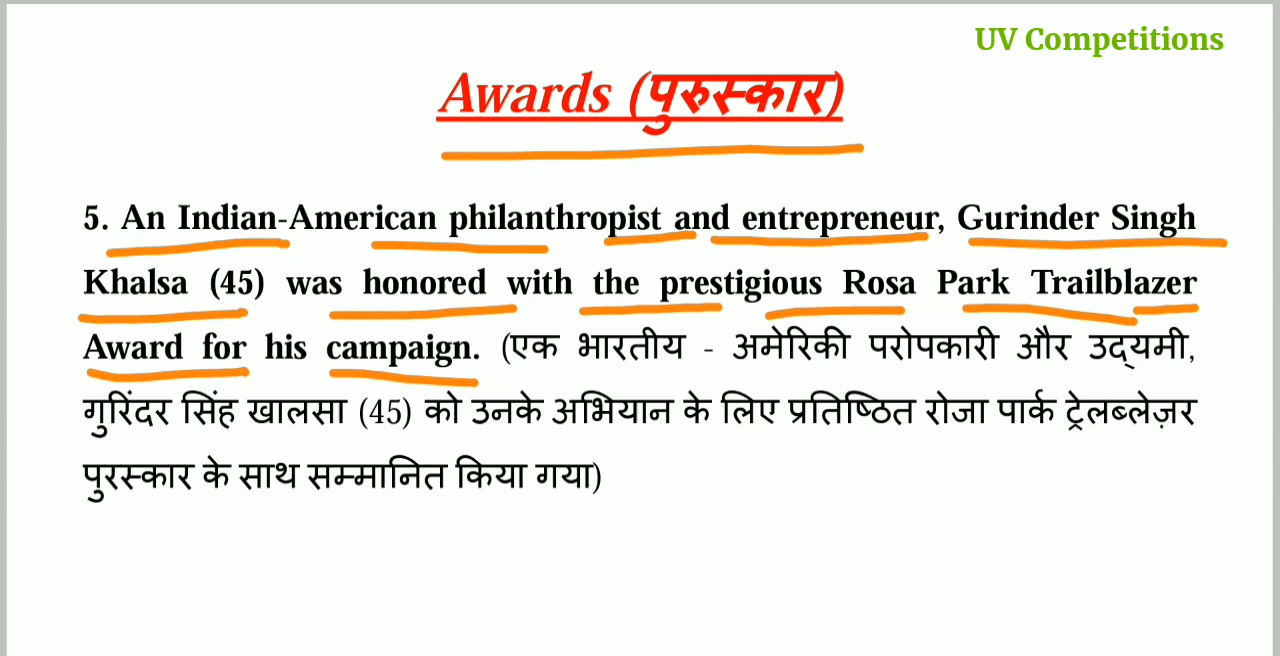 UV Competitions
Awards (पुरुस्कार)
5. An Indian-American philanthropist and entrepreneur, Gurinder Singh
Khalsa (45) was honored with the prestigious Rosa Park Trailblazer
Award for his campaign. (एक भारतीय - अमेरिकी परोपकारी और उद्यमी,
गुरिंदर सिंह खालसा (45) को उनके अभियान के लिए प्रतिष्ठित रोजा पार्क ट्रेलब्लेज़र
पुरस्कार के साथ सम्मानित किया गया)